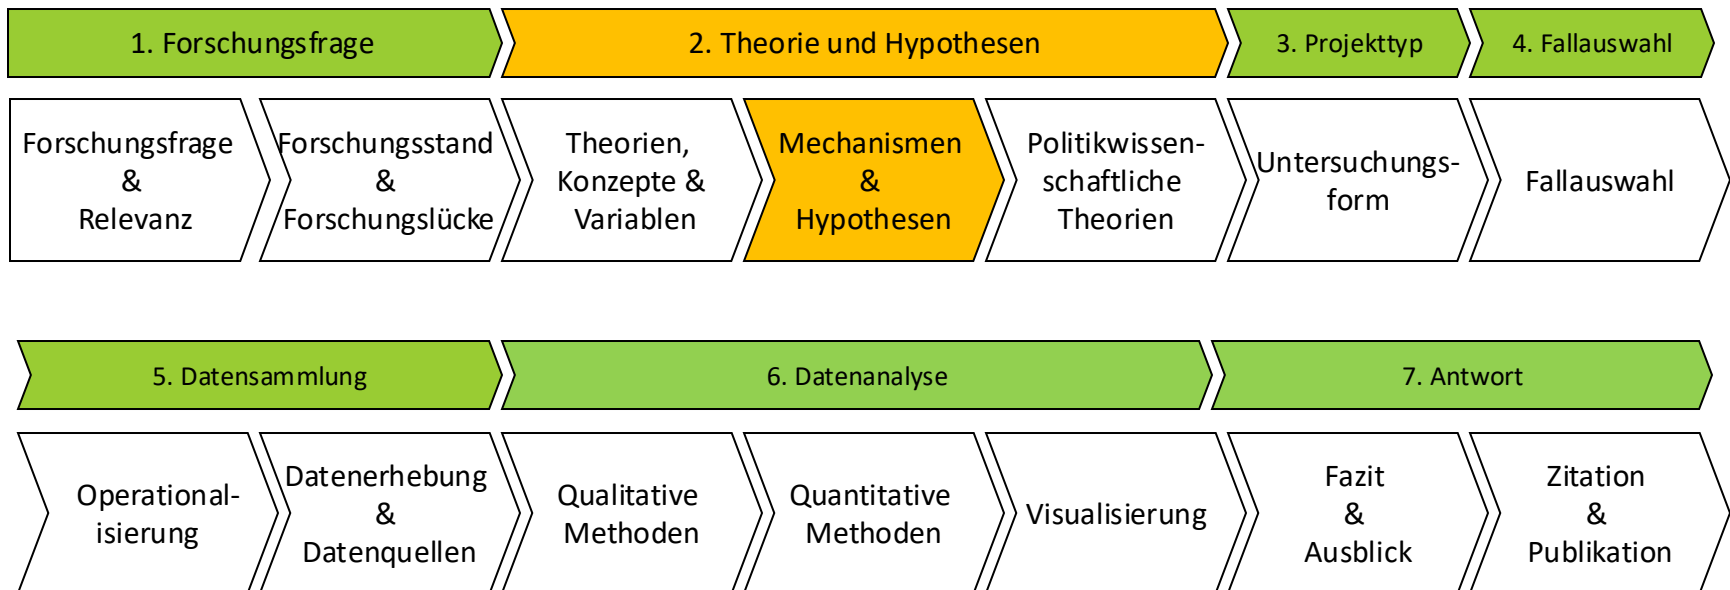 1. Forschungsfrage
2. Theorie und Hypothesen
3. Projekttyp
4. Fallauswahl
Forschungsfrage
&
Relevanz
Forschungsstand
&
Forschungslücke
Theorien,
Konzepte &
Variablen
Mechanismen
&
Hypothesen
Politikwissen-
schaftliche
Theorien
Untersuchungs-
form
Fallauswahl
5. Datensammlung
6. Datenanalyse
7. Antwort
Operational-
isierung
Datenerhebung
&
Datenquellen
Qualitative
Methoden
Quantitative
Methoden
Visualisierung
Fazit
&
Ausblick
Zitation
&
Publikation